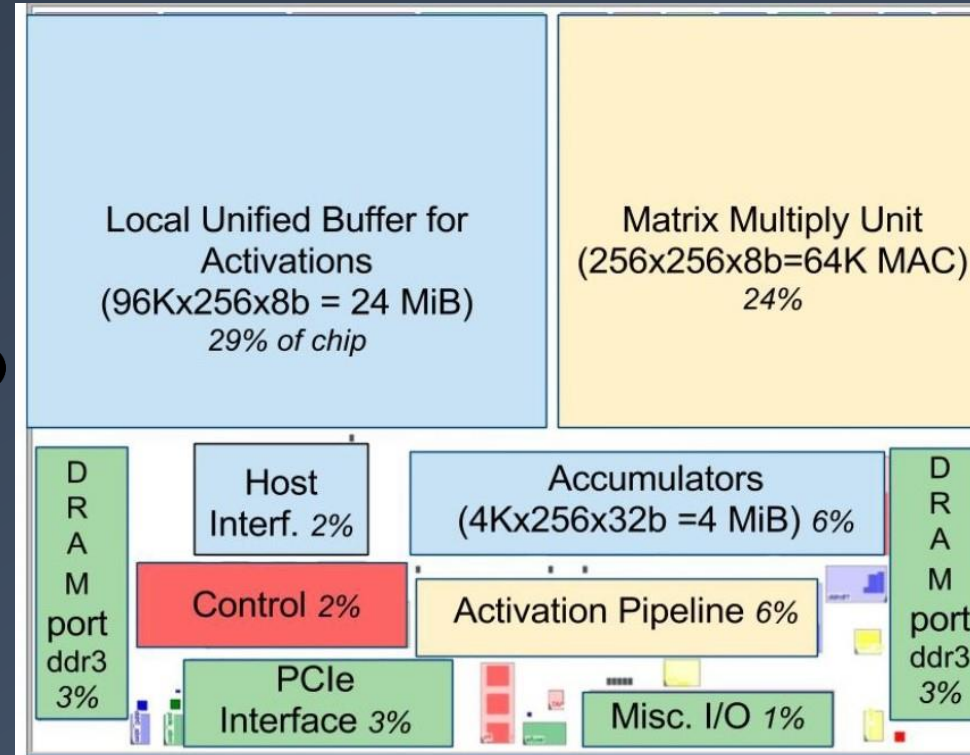 Local Unified Buffer for
Activations
(96Kx256x8b = 24 MiB)
29% of chip
Matrix Multiply Unit
(256x256x8b=64K MAC)
24%
D
R
A
M
port
ddr3
3%
Host
Interf. 2%
Accumulators
(4Kx256x32b =4 MiB) 6%
D
R
A
M
port
ddr3
3%
Control 2%
Activation Pipeline 6%
PCIe
Interface 3%
Misc. I/O 1%